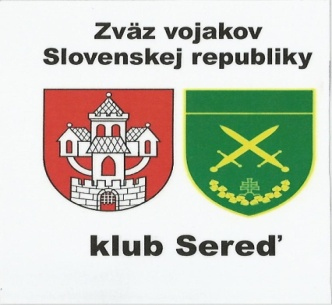 Zväz vojakov
Slovenskej republiky
klub Sereď